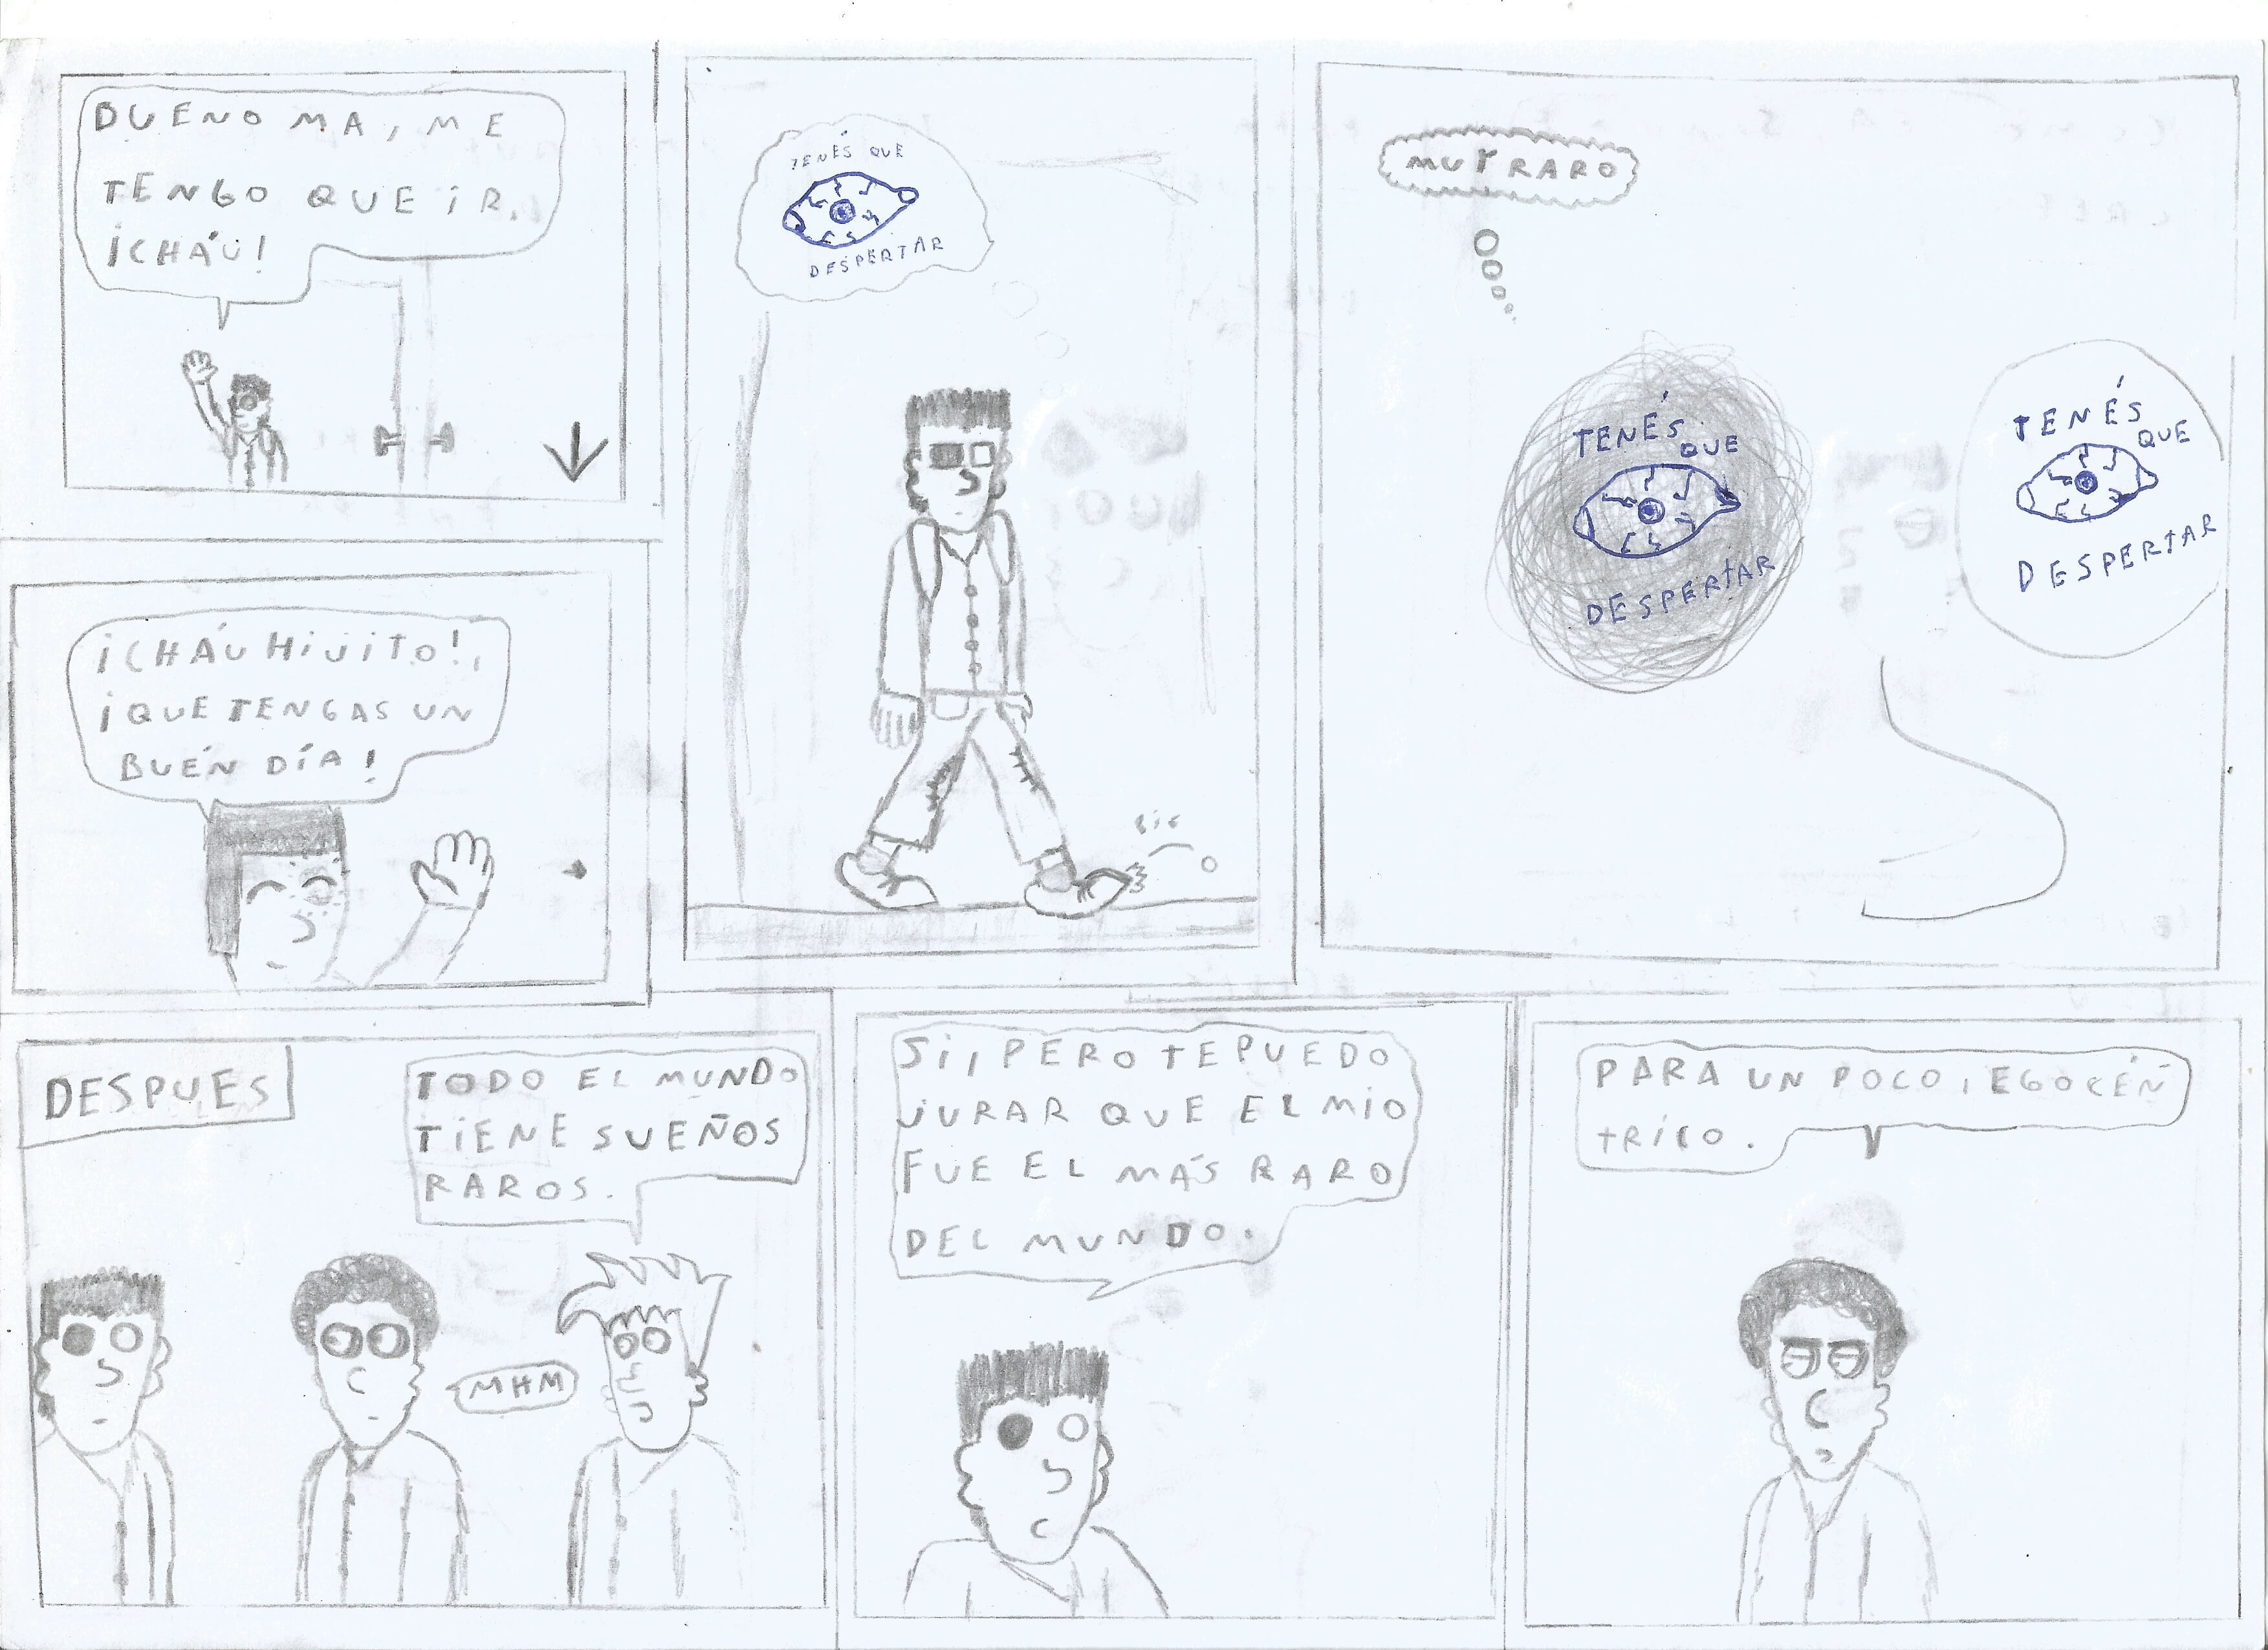 BUENO MA, ME
TENGO QUE iR.
¡CHÁU!
¡CHÁU HiJiTO!,
¡QUE TENGAS UN
BUÉN DÍA!
TENÉS QUE
DESPERTAR
MUY RARO
TENÉS
QUE
DESPERTAR
TENÉS
QUE
DESPERTAR
DESPUES
TODO EL MUNDO
TiENE SUEÑOS
RAROS.
MHM
Si, PERO TE PUEDO
JURAR QUE EL MiO
FUE EL MÁS RARO
DEL MUNDO.
PARA UN POCO, EGOCÉN
TRiCO.